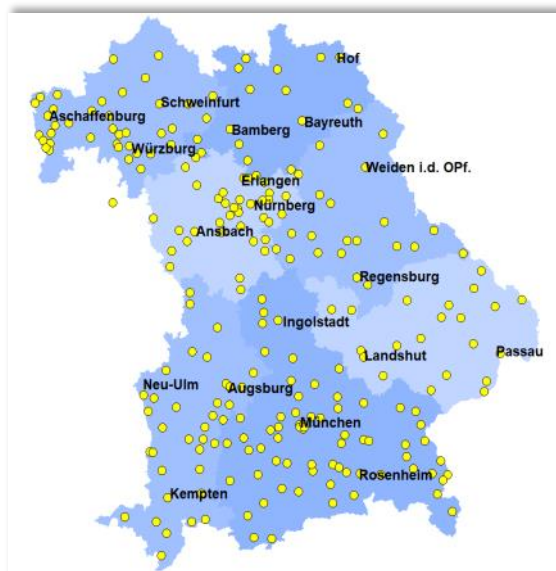 Hof
Schweinfurt
Aschaffenburg
Bayreuth
Bamberg
Würzburg
Weiden i.d. OPf.
Erlangen
Nürnberg
Ansbach
Regensburg
Ingolstadt
Landshut
Passau
Neu-Ulm
Augsburg
München
Rosenheim
Kempten